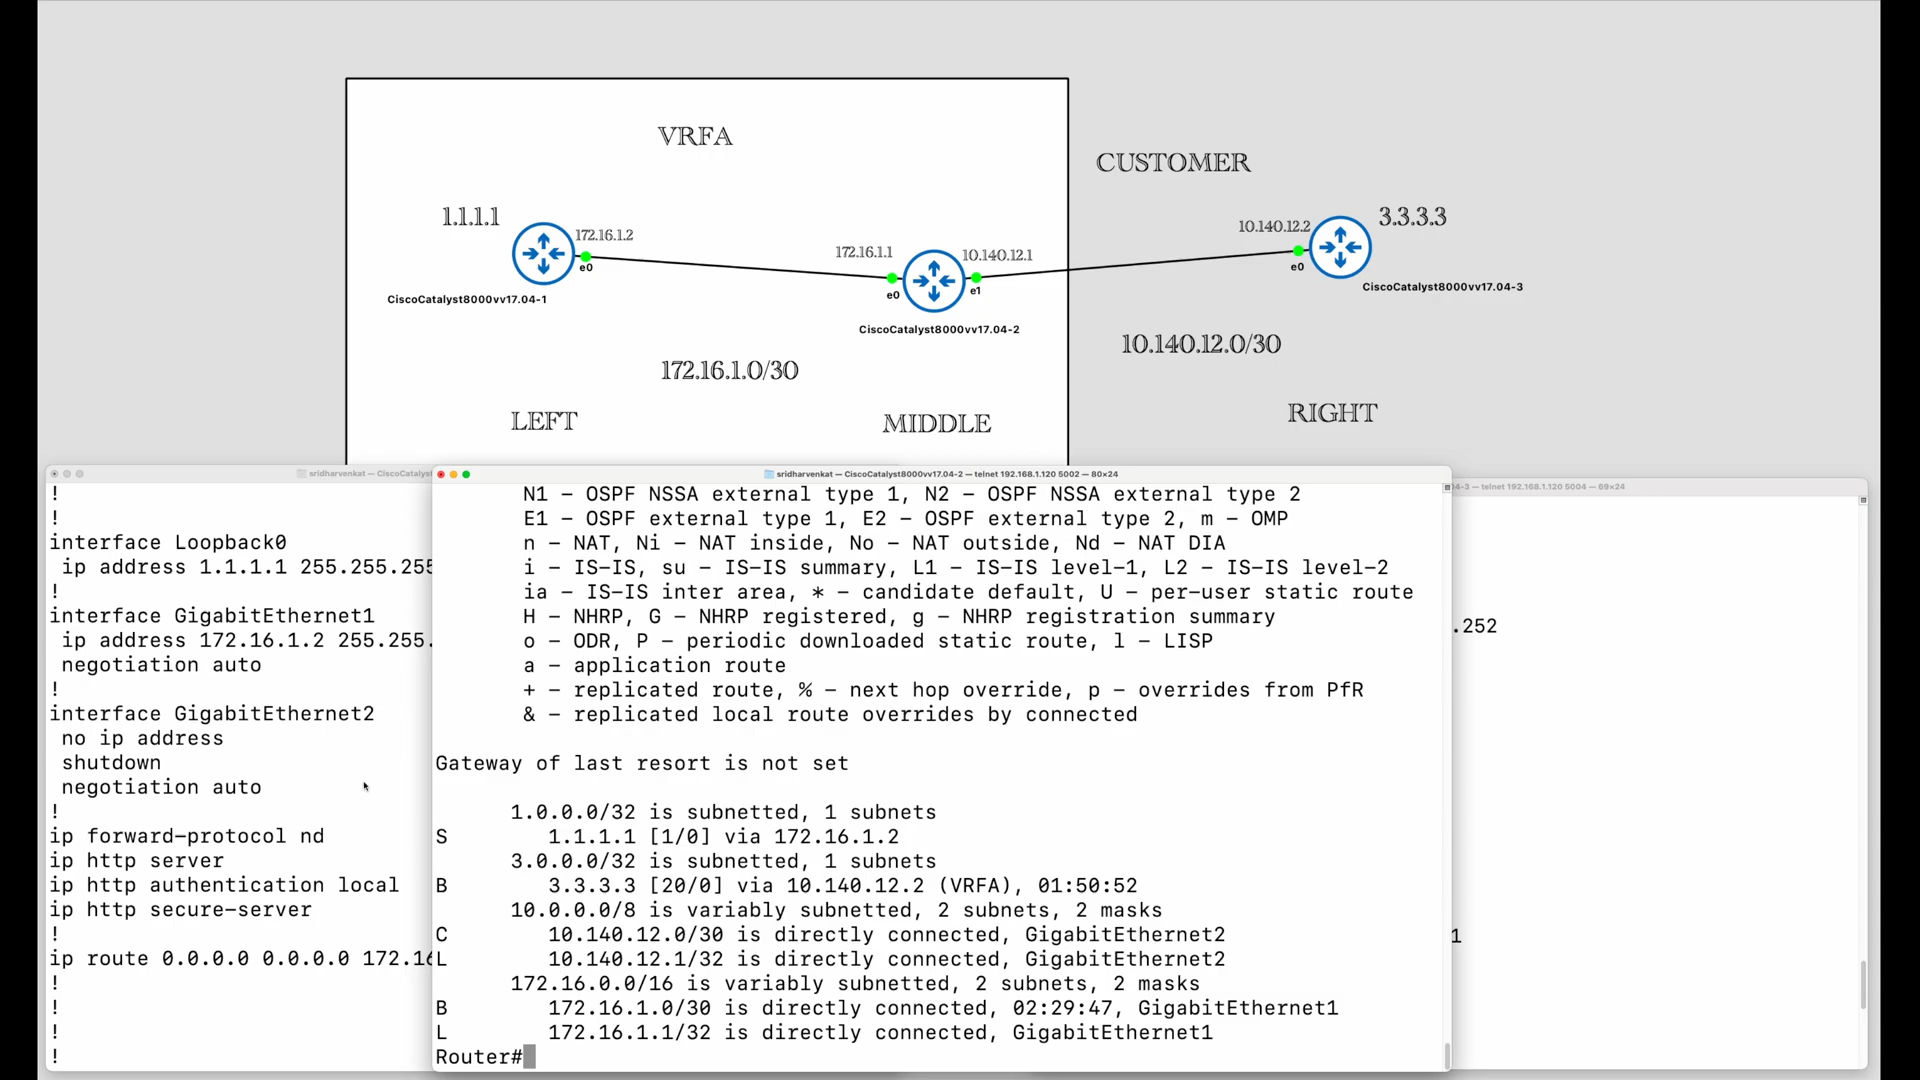 VRFA
CUSTOMER
1.1.1.1
172.16.1.2
e0
CiscoCatalyst8000vv17.04-1
172.16.1.1
10.140.12.1
e0
e1
CiscoCatalyst8000vv17.04-2
10.140.12.2
3.3.3.3
e0
CiscoCatalyst8000vv17.04-3
172.16.1.0/30
10.140.12.0/30
LEFT
MIDDLE
RIGHT
sridharvenkat — CiscoCatalys
!
!
interface Loopback0
ip address 1.1.1.1 255.255.255
!
interface GigabitEthernet1
ip address 172.16.1.2 255.255.
negotiation auto
!
interface GigabitEthernet2
no ip address
shutdown
negotiation auto
!
ip forward-protocol nd
ip http server
ip http authentication local
ip http secure-server
!
ip route 0.0.0.0 0.0.0.0 172.16
!
!
!
!
sridharvenkat — CiscoCatalyst8000vv17.04-2 — telnet 192.168.1.120 5002 — 80×24
N1 - OSPF NSSA external type 1, N2 - OSPF NSSA external type 2
E1 - OSPF external type 1, E2 - OSPF external type 2, m - OMP
n - NAT, Ni - NAT inside, No - NAT outside, Nd - NAT DIA
i - IS-IS, su - IS-IS summary, L1 - IS-IS level-1, L2 - IS-IS level-2
ia - IS-IS inter area, * - candidate default, U - per-user static route
H - NHRP, G - NHRP registered, g - NHRP registration summary
o - ODR, P - periodic downloaded static route, l - LISP
a - application route
+ - replicated route, % - next hop override, p - overrides from PfR
& - replicated local route overrides by connected
Gateway of last resort is not set
1.0.0.0/32 is subnetted, 1 subnets
S 1.1.1.1 [1/0] via 172.16.1.2
3.0.0.0/32 is subnetted, 1 subnets
B 3.3.3.3 [20/0] via 10.140.12.2 (VRFA), 01:50:52
10.0.0.0/8 is variably subnetted, 2 subnets, 2 masks
C 10.140.12.0/30 is directly connected, GigabitEthernet2
L 10.140.12.1/32 is directly connected, GigabitEthernet2
172.16.0.0/16 is variably subnetted, 2 subnets, 2 masks
B 172.16.1.0/30 is directly connected, 02:29:47, GigabitEthernet1
L 172.16.1.1/32 is directly connected, GigabitEthernet1
Router#
-3 — telnet 192.168.1.120 5004 — 69×24
.252
1